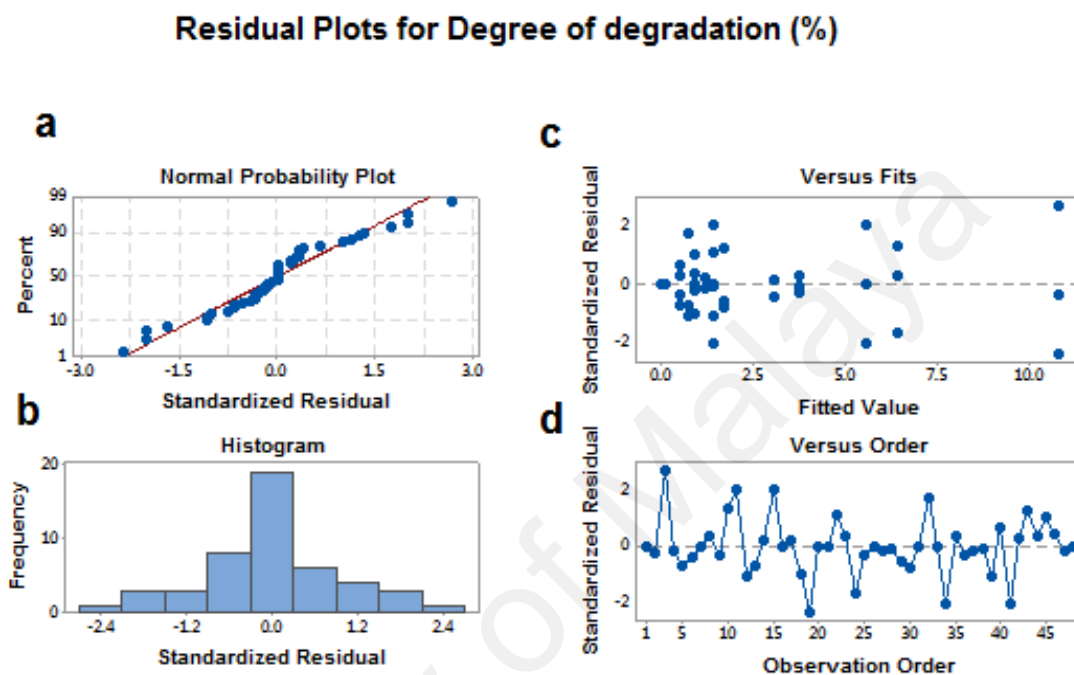 Residual Plots for Degree of degradation (%)
a
Normal Probability Plot
99
90
50
10
1
Percent
-3.0 -1.5 0.0 1.5 3.0
Standardized Residual
c
Versus Fits
2
0
-2
Standardized Residual
0.0 2.5 5.0 7.5 10.0
Fitted Value
b
Histogram
20
10
0
Frequency
-2.4 -1.2 0.0 1.2 2.4
Standardized Residual
d
Versus Order
2
0
-2
Standardized Residual
1 5 10 15 20 25 30 35 40 45
Observation Order
of Malaya